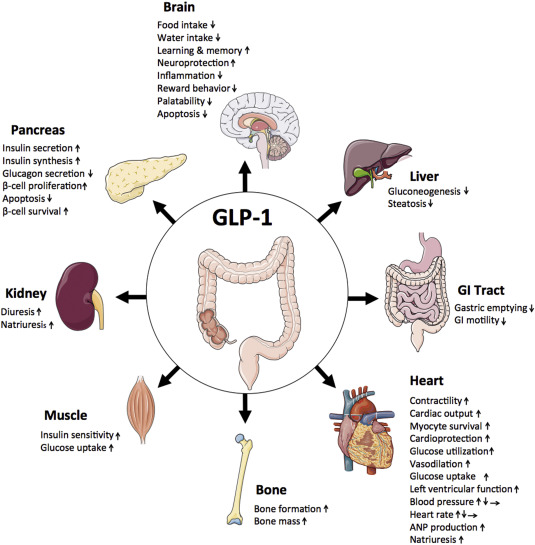 Brain
Food intake ↓
Water intake ↓
Learning & memory ↑
Neuroprotection ↑
Inflammation ↓
Reward behavior ↓
Palatability ↓
Apoptosis ↓
Pancreas
Insulin secretion ↑
Insulin synthesis ↑
Glucagon secretion ↓
β-cell proliferation↑
Apoptosis ↓
β-cell survival ↑
Liver
Gluconeogenesis ↓
Steatosis ↓
GLP-1
Kidney
Diuresis ↑
Natriuresis ↑
GI Tract
Gastric emptying ↓
GI motility ↓
Muscle
Insulin sensitivity ↑
Glucose uptake ↑
Bone
Bone formation ↑
Bone mass ↑
Heart
Contractility ↑
Cardiac output ↑
Myocyte survival ↑
Cardioprotection ↑
Glucose utilization↑
Vasodilation ↑
Glucose uptake ↑
Left ventricular function ↑
Blood pressure ↑↓→
Heart rate ↑↓→
ANP production ↑
Natriuresis ↑